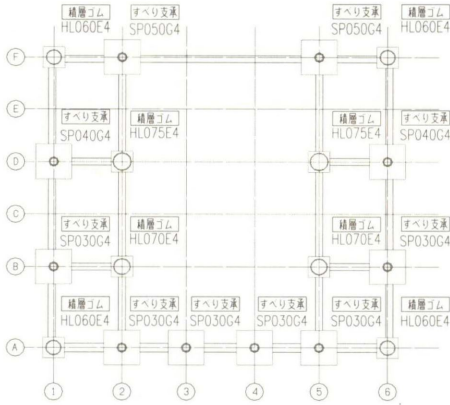 積層ゴム すべり支承 すべり支承 積層ゴム
HL060E4 SP050G4 SP050G4 HL060E4
F
E
すべり支承 積層ゴム 積層ゴム すべり支承
SP040G4 HL075E4 HL075E4 SP040G4
D
C
すべり支承 積層ゴム 積層ゴム すべり支承
SP030G4 HL070E4 HL070E4 SP030G4
B
積層ゴム すべり支承 すべり支承 すべり支承 すべり支承 積層ゴム
HL060E4 SP030G4 SP030G4 SP030G4 SP030G4 HL060E4
A
1 2 3 4 5 6